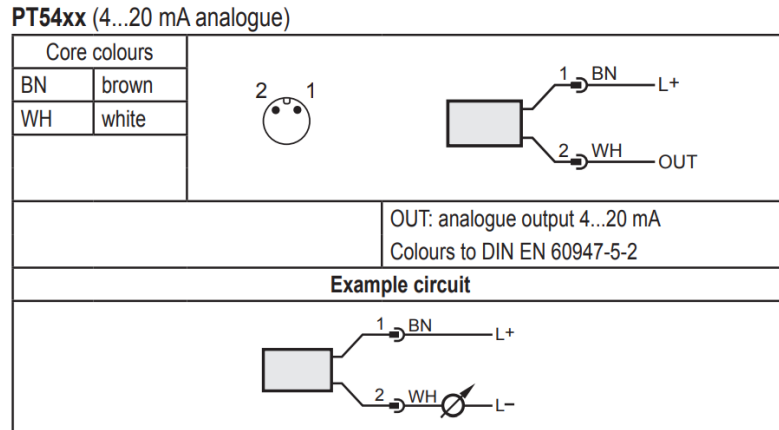 PT54xx (4...20 mA analogue)
Core colours
BN brown
WH white
2 1
1 BN L+
2 WH OUT
OUT: analogue output 4...20 mA
Colours to DIN EN 60947-5-2
Example circuit
1 BN L+
2 WH L–